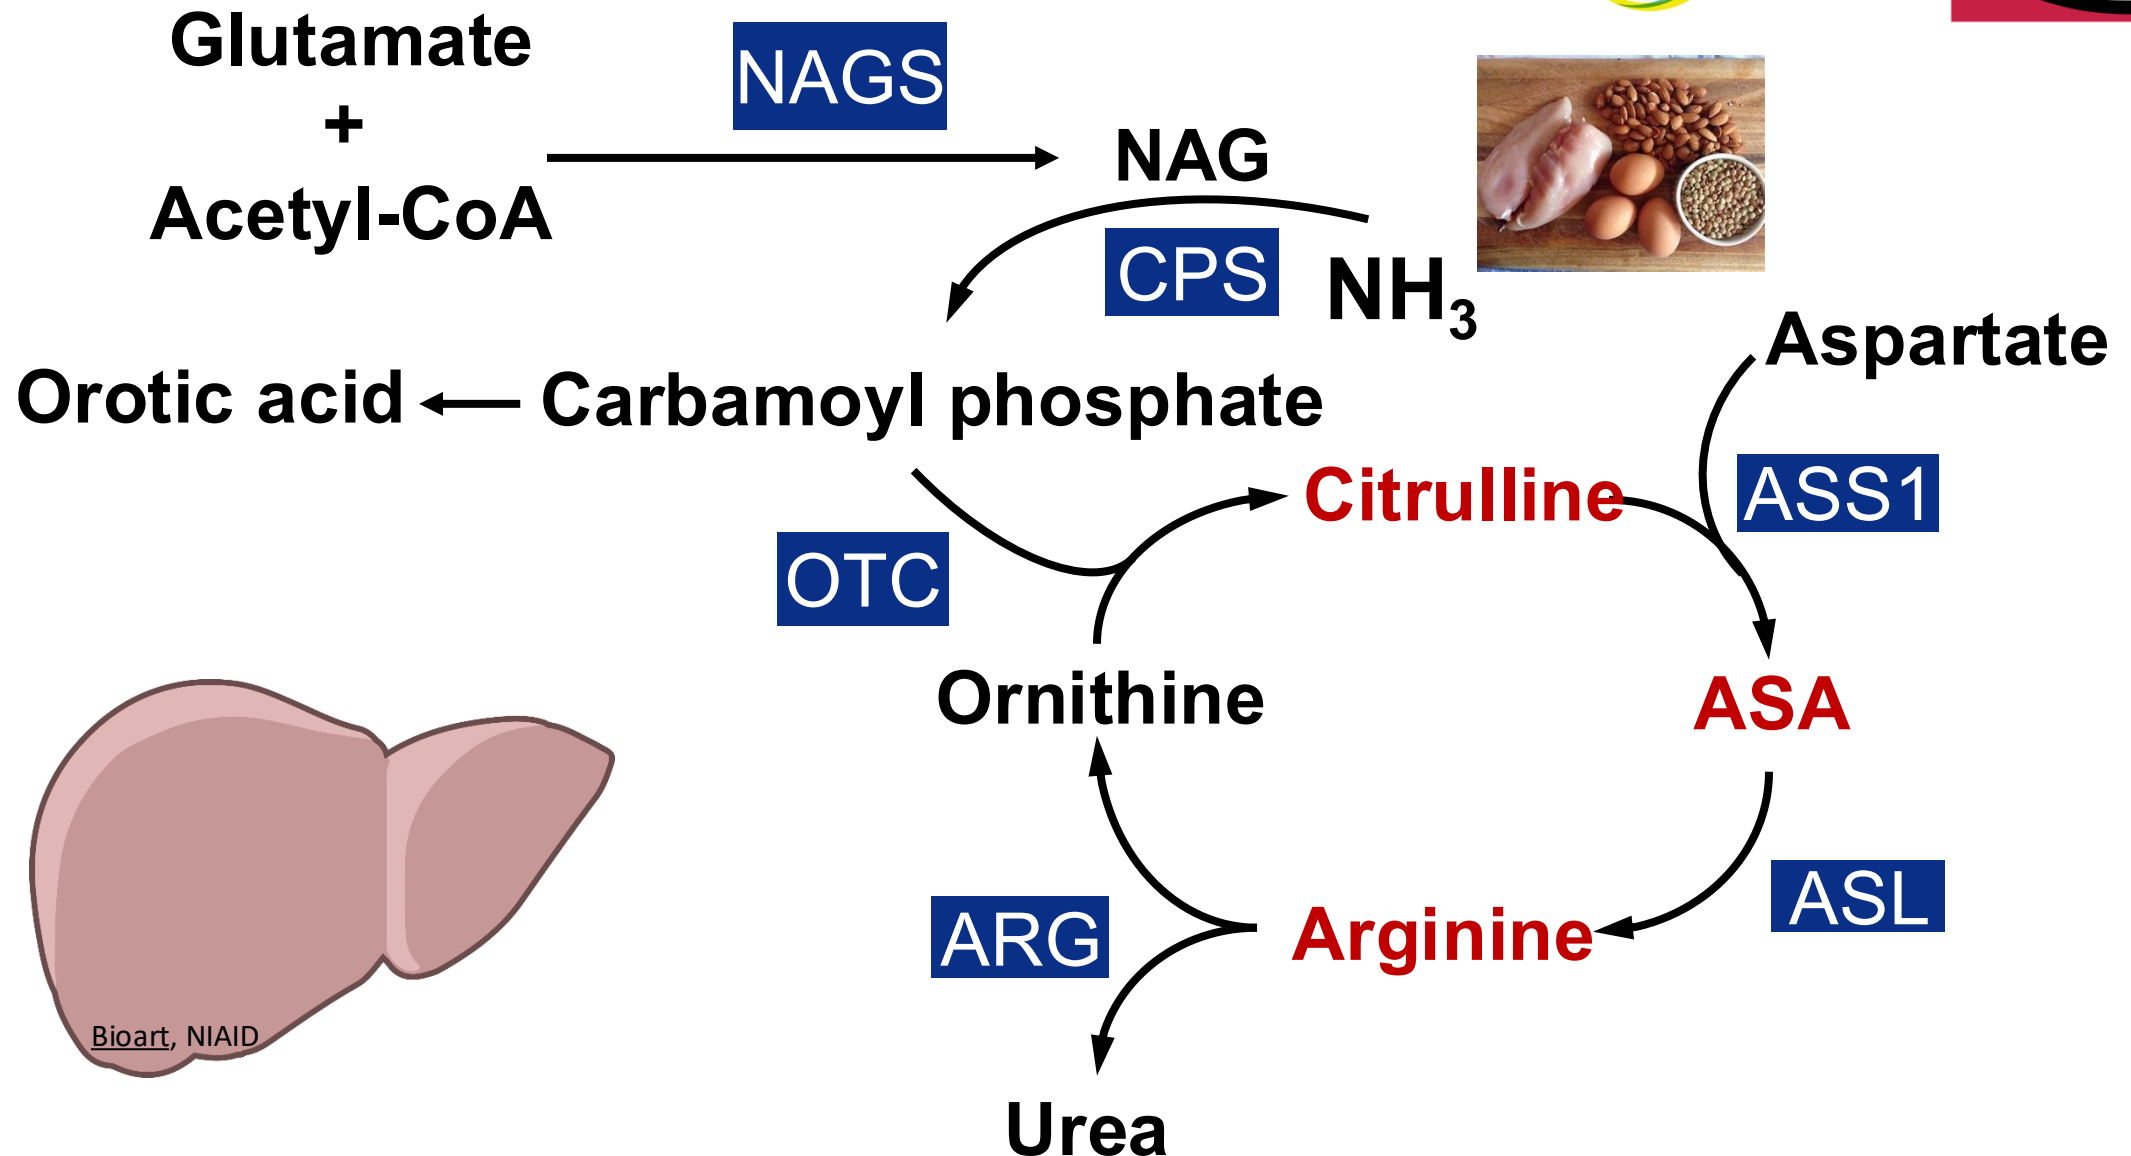 Glutamate
+
Acetyl-CoA
NAGS
NAG
CPS
NH₃
Aspartate
Orotic acid
Carbamoyl phosphate
Citrulline
ASS1
OTC
Ornithine
ASA
ARG
Arginine
ASL
Bioart, NIAID
Urea